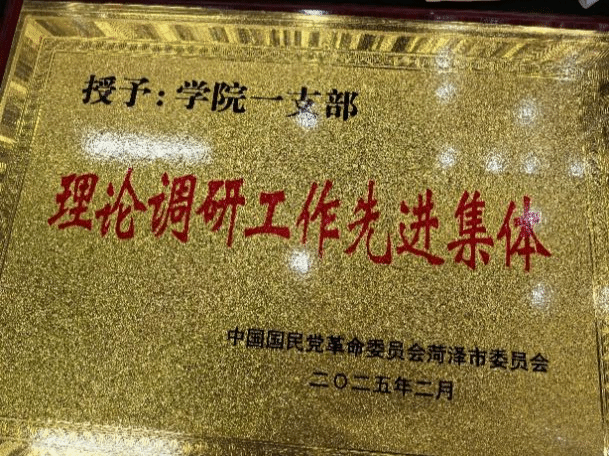 授予:学院一支部
理论调研工作先进集体
中国国民党革命委员会菏泽市委员会
二〇二五年二月